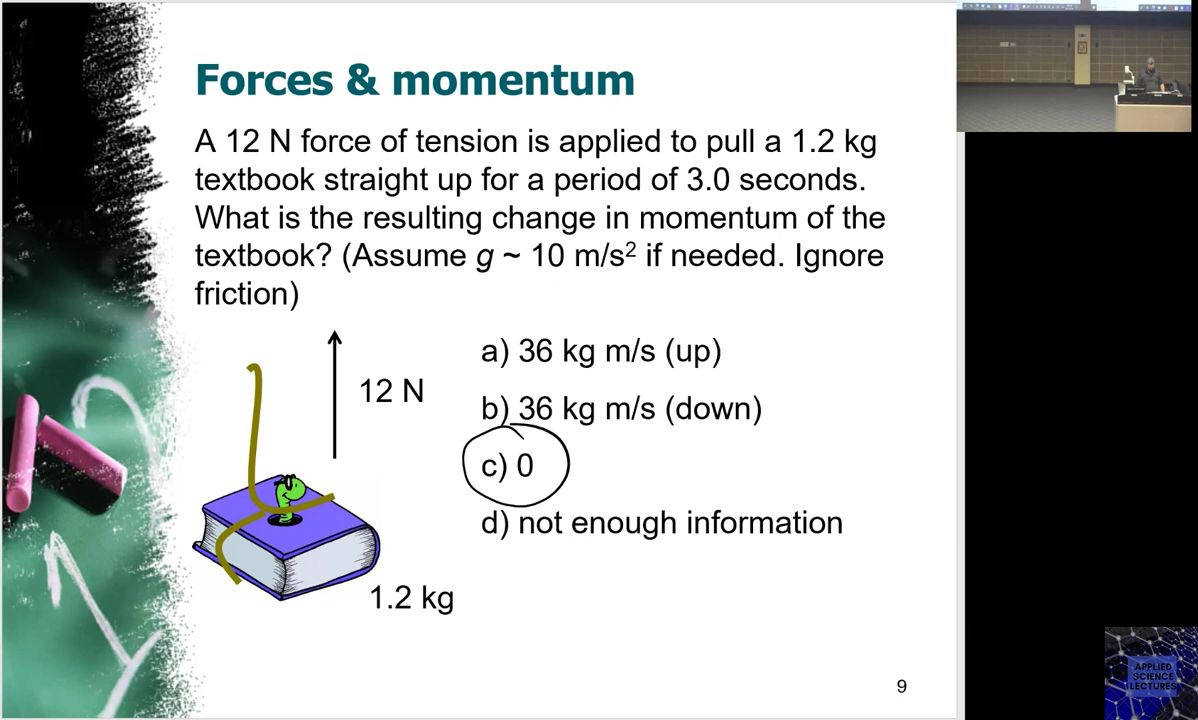 Forces & momentum
A 12 N force of tension is applied to pull a 1.2 kg
textbook straight up for a period of 3.0 seconds.
What is the resulting change in momentum of the
textbook? (Assume g ~ 10 m/s² if needed. Ignore
friction)
12 N
1.2 kg
a) 36 kg m/s (up)
b) 36 kg m/s (down)
c) 0
d) not enough information
9
APPLIED
SCIENCE
LECTURES